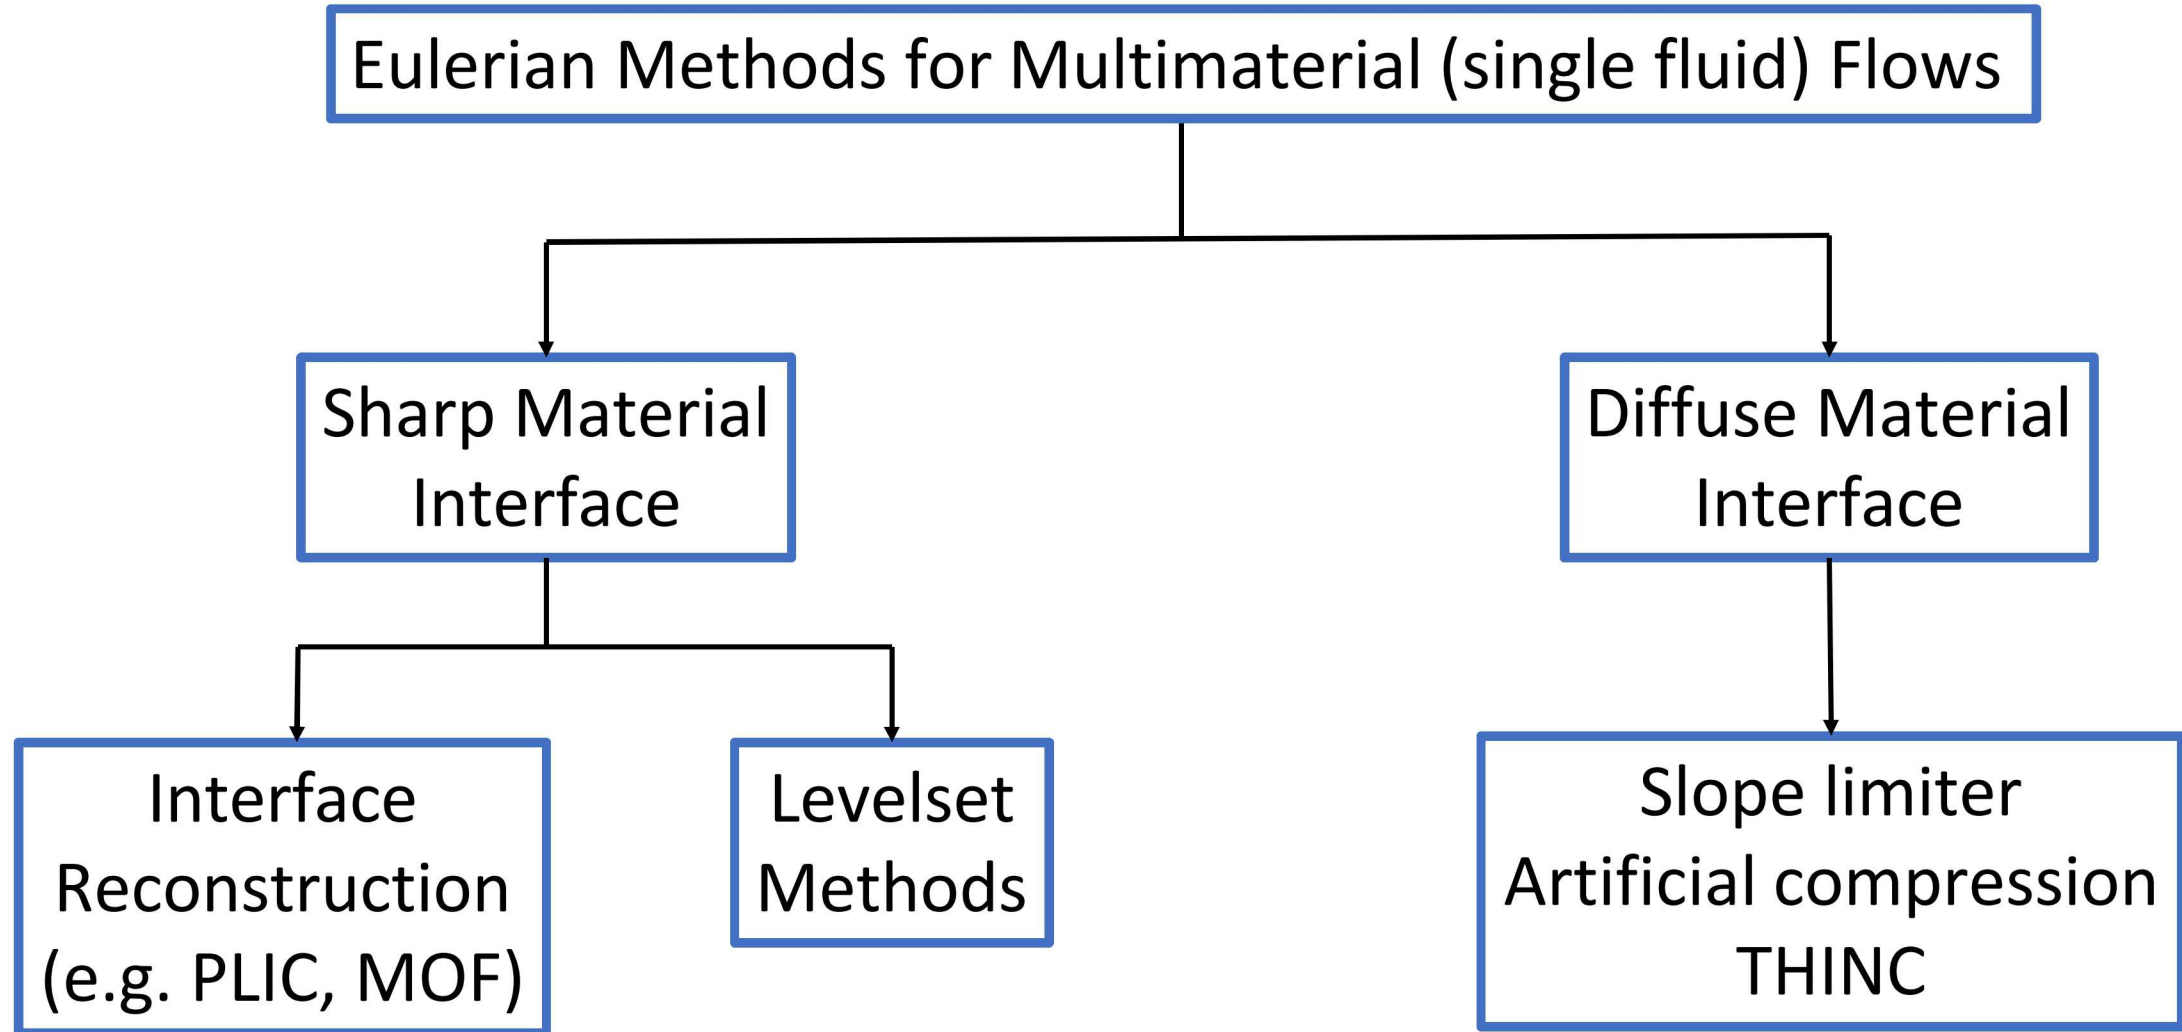 Eulerian Methods for Multimaterial (single fluid) Flows
Sharp Material
Interface
Diffuse Material
Interface
Interface
Reconstruction
(e.g. PLIC, MOF)
Levelset
Methods
Slope limiter
Artificial compression
THINC